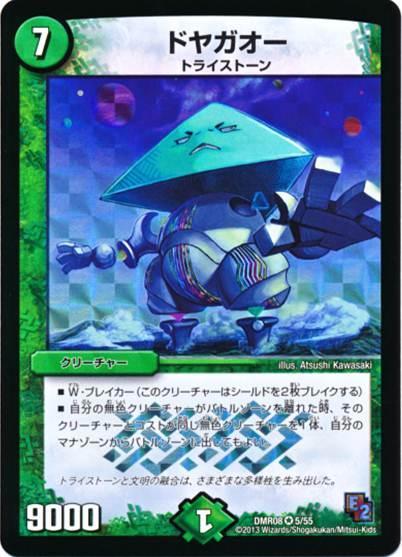 7
ドヤガオー
トライストーン
illus. Atsushi Kawasaki
クリーチャー
■ W・ブレイカー(このクリーチャーはシールドを2枚ブレイクする)
■ 自分の無色クリーチャーがバトルゾーンを離れた時、その
クリーチャーとコストが同じ無色クリーチャーを1体、自分の
マナゾーンからバトルゾーンに出してもよい。
トライストーンと文明の融合は、さまざまな多様性を生み出した。
9000
1
DMR08 5/55
©2013 Wizards/Shogakukan/Mitsui-Kids
E2